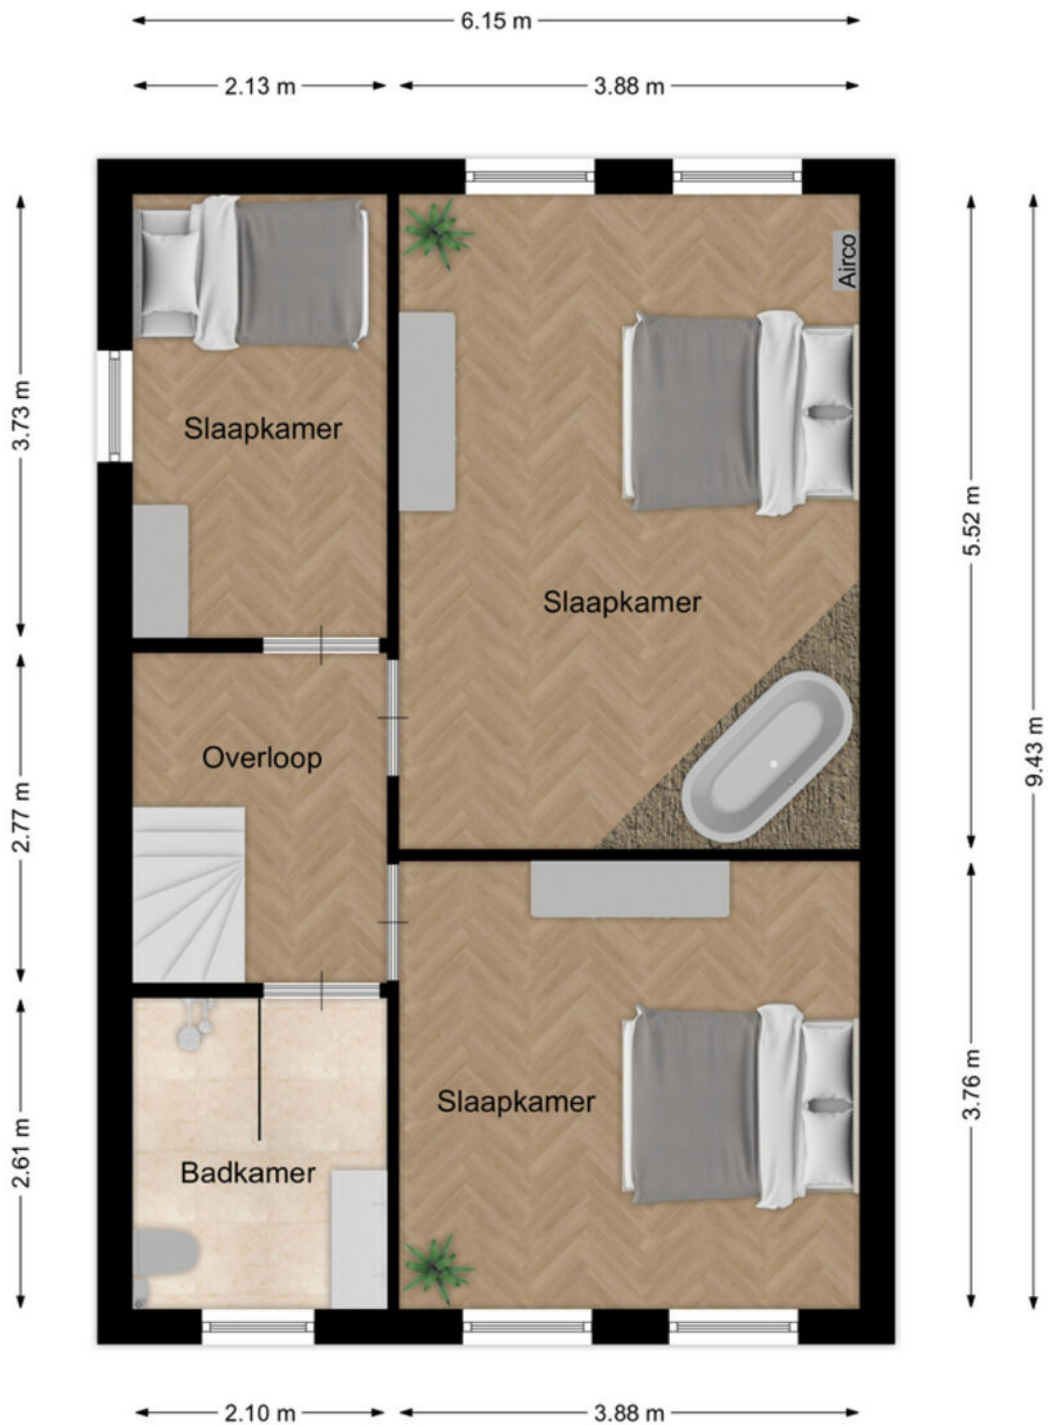 6.15 m
2.13 m
3.88 m
Airco
3.73 m
Slaapkamer
5.52 m
Slaapkamer
9.43 m
Overloop
2.77 m
3.76 m
Slaapkamer
2.61 m
Badkamer
2.10 m
3.88 m